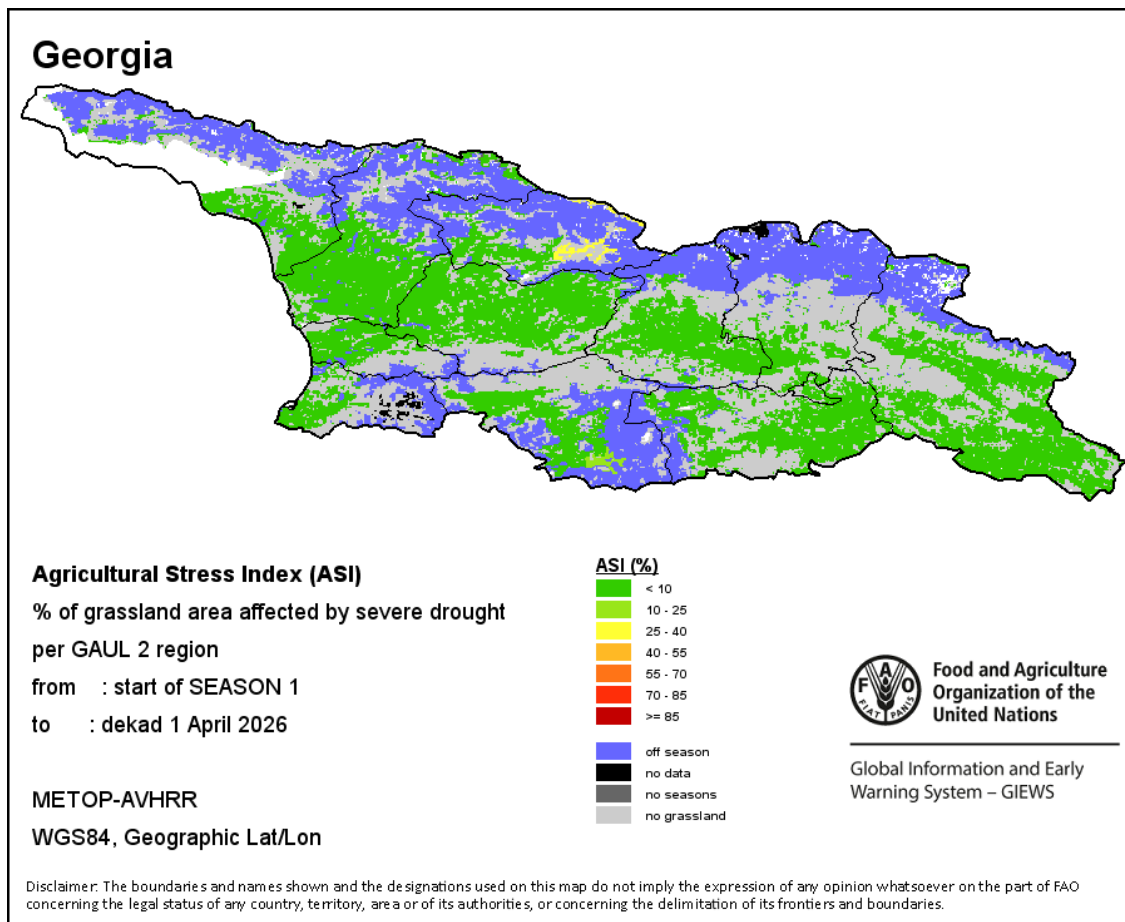 Georgia
Agricultural Stress Index (ASI)
% of grassland area affected by severe drought
per GAUL 2 region
from : start of SEASON 1
to : dekad 1 April 2026
METOP-AVHRR
WGS84, Geographic Lat/Lon
ASI (%)
< 10
10 - 25
25 - 40
40 - 55
55 - 70
70 - 85
>= 85
off season
no data
no seasons
no grassland
F A O
FIAT PANIS
Food and Agriculture
Organization of the
United Nations
Global Information and Early
Warning System – GIEWS
Disclaimer: The boundaries and names shown and the designations used on this map do not imply the expression of any opinion whatsoever on the part of FAO
concerning the legal status of any country, territory, area or of its authorities, or concerning the delimitation of its frontiers and boundaries.